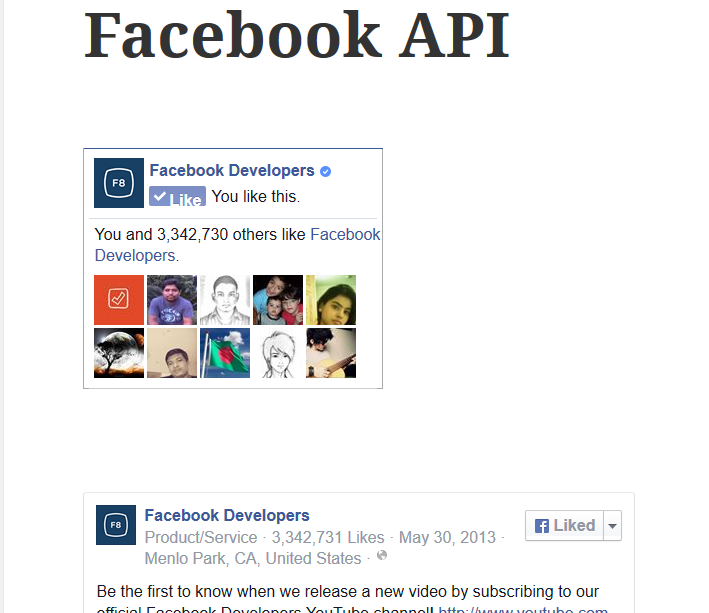 Facebook API
F8
Facebook Developers
Like You like this.
You and 3,342,730 others like Facebook
Developers.
F8
Facebook Developers
Liked
Product/Service · 3,342,731 Likes · May 30, 2013 ·
Menlo Park, CA, United States ·
Be the first to know when we release a new video by subscribing to our
official Facebook Developers YouTube channel! http://www.youtube.com